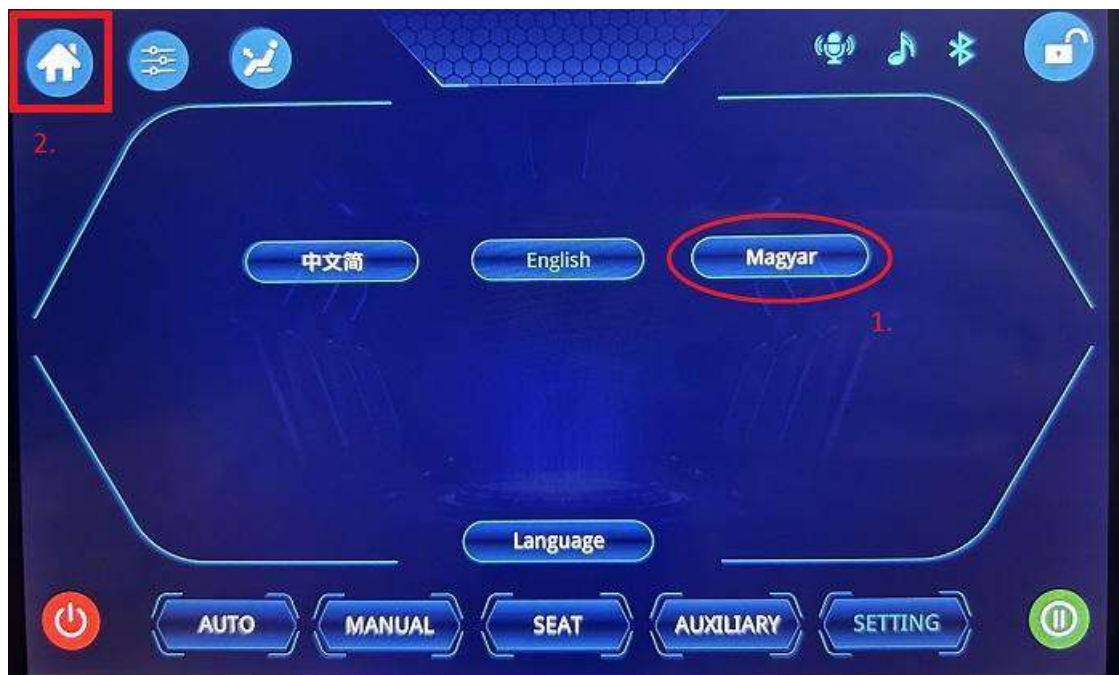 2.
中文简
English
Magyar
1.
Language
AUTO
MANUAL
SEAT
AUXILIARY
SETTING